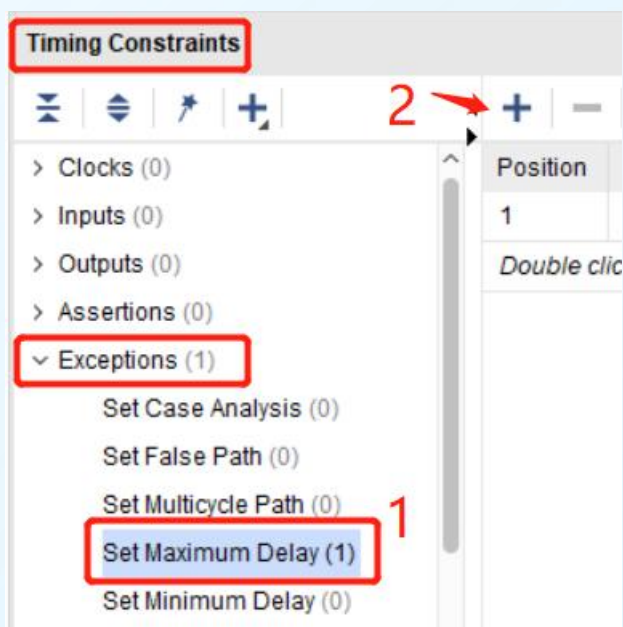 Timing Constraints
2
Clocks (0)
Inputs (0)
Outputs (0)
Assertions (0)
Exceptions (1)
Set Case Analysis (0)
Set False Path (0)
Set Multicycle Path (0)
1
Set Maximum Delay (1)
Set Minimum Delay (0)
Position
1
Double clic